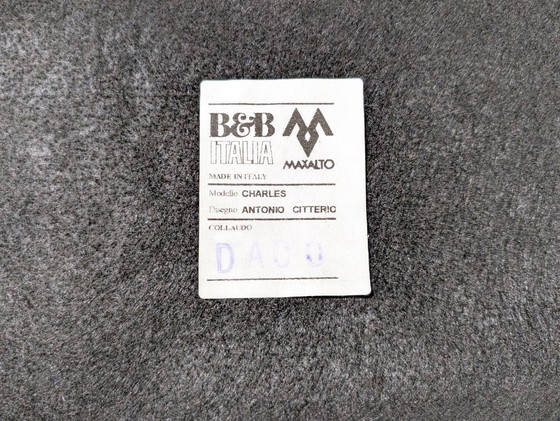 B&B
ITALIA
MAXALTO
MADE IN ITALY
Modello CHARLES
Disegno ANTONIO CITTERIO
COLLAUDO